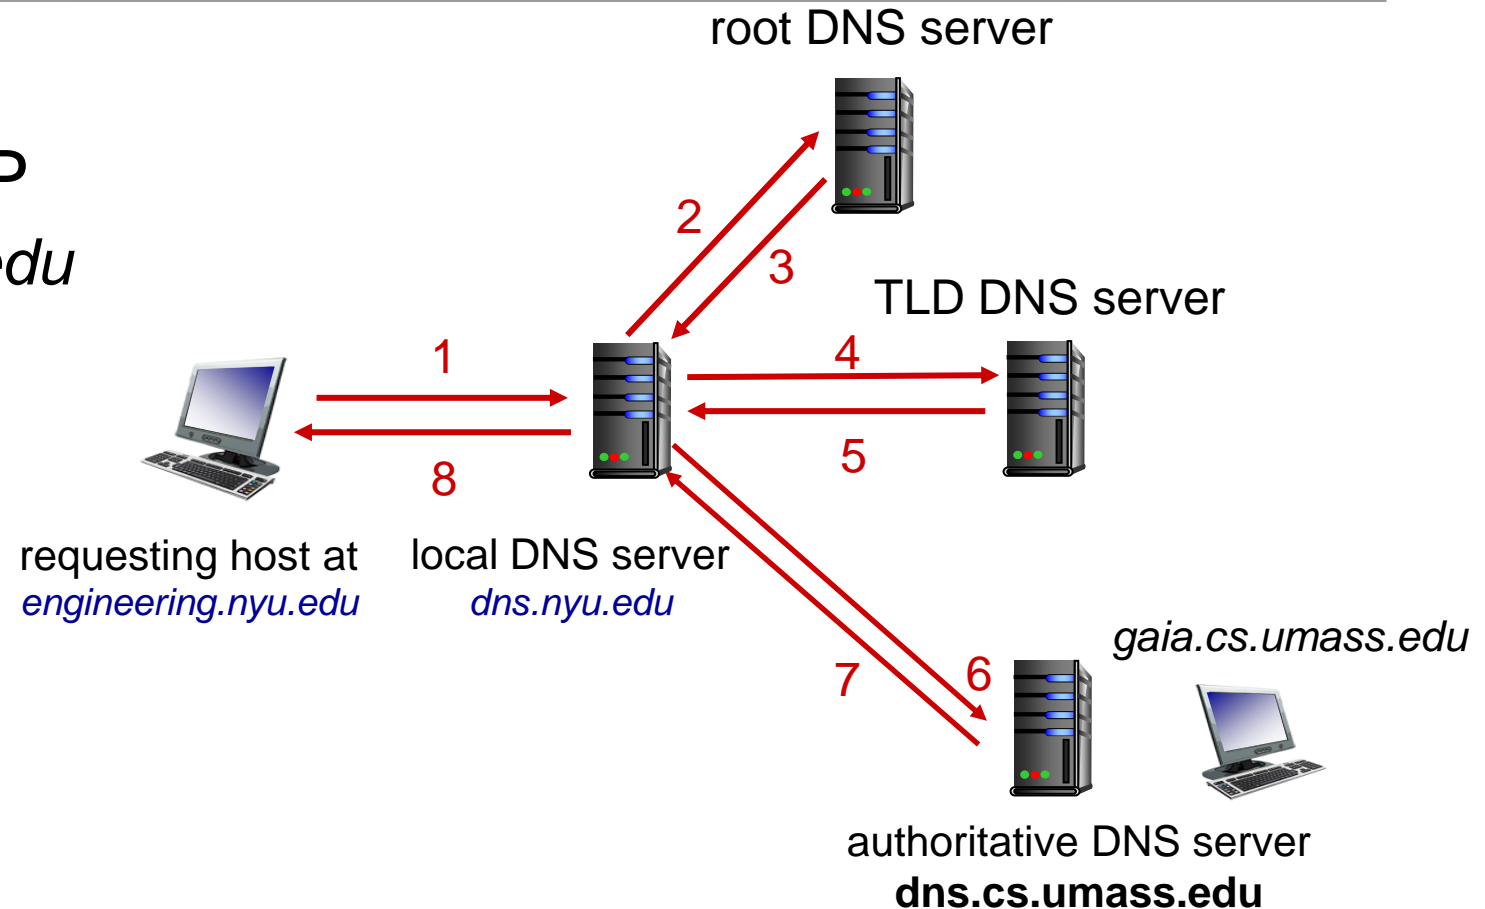 root DNS server
P
edu
2
3
TLD DNS server
1
4
8
5
requesting host at
engineering.nyu.edu
local DNS server
dns.nyu.edu
gaia.cs.umass.edu
7
6
authoritative DNS server
dns.cs.umass.edu